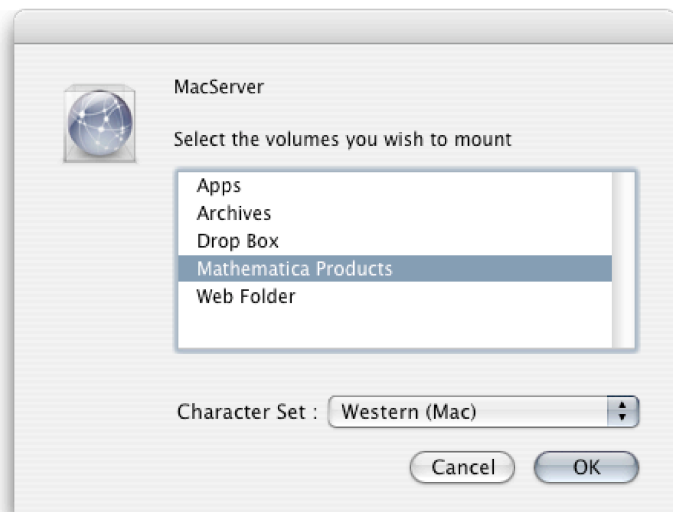 MacServer
Select the volumes you wish to mount
Apps
Archives
Drop Box
Mathematica Products
Web Folder
Character Set : Western (Mac)
Cancel OK